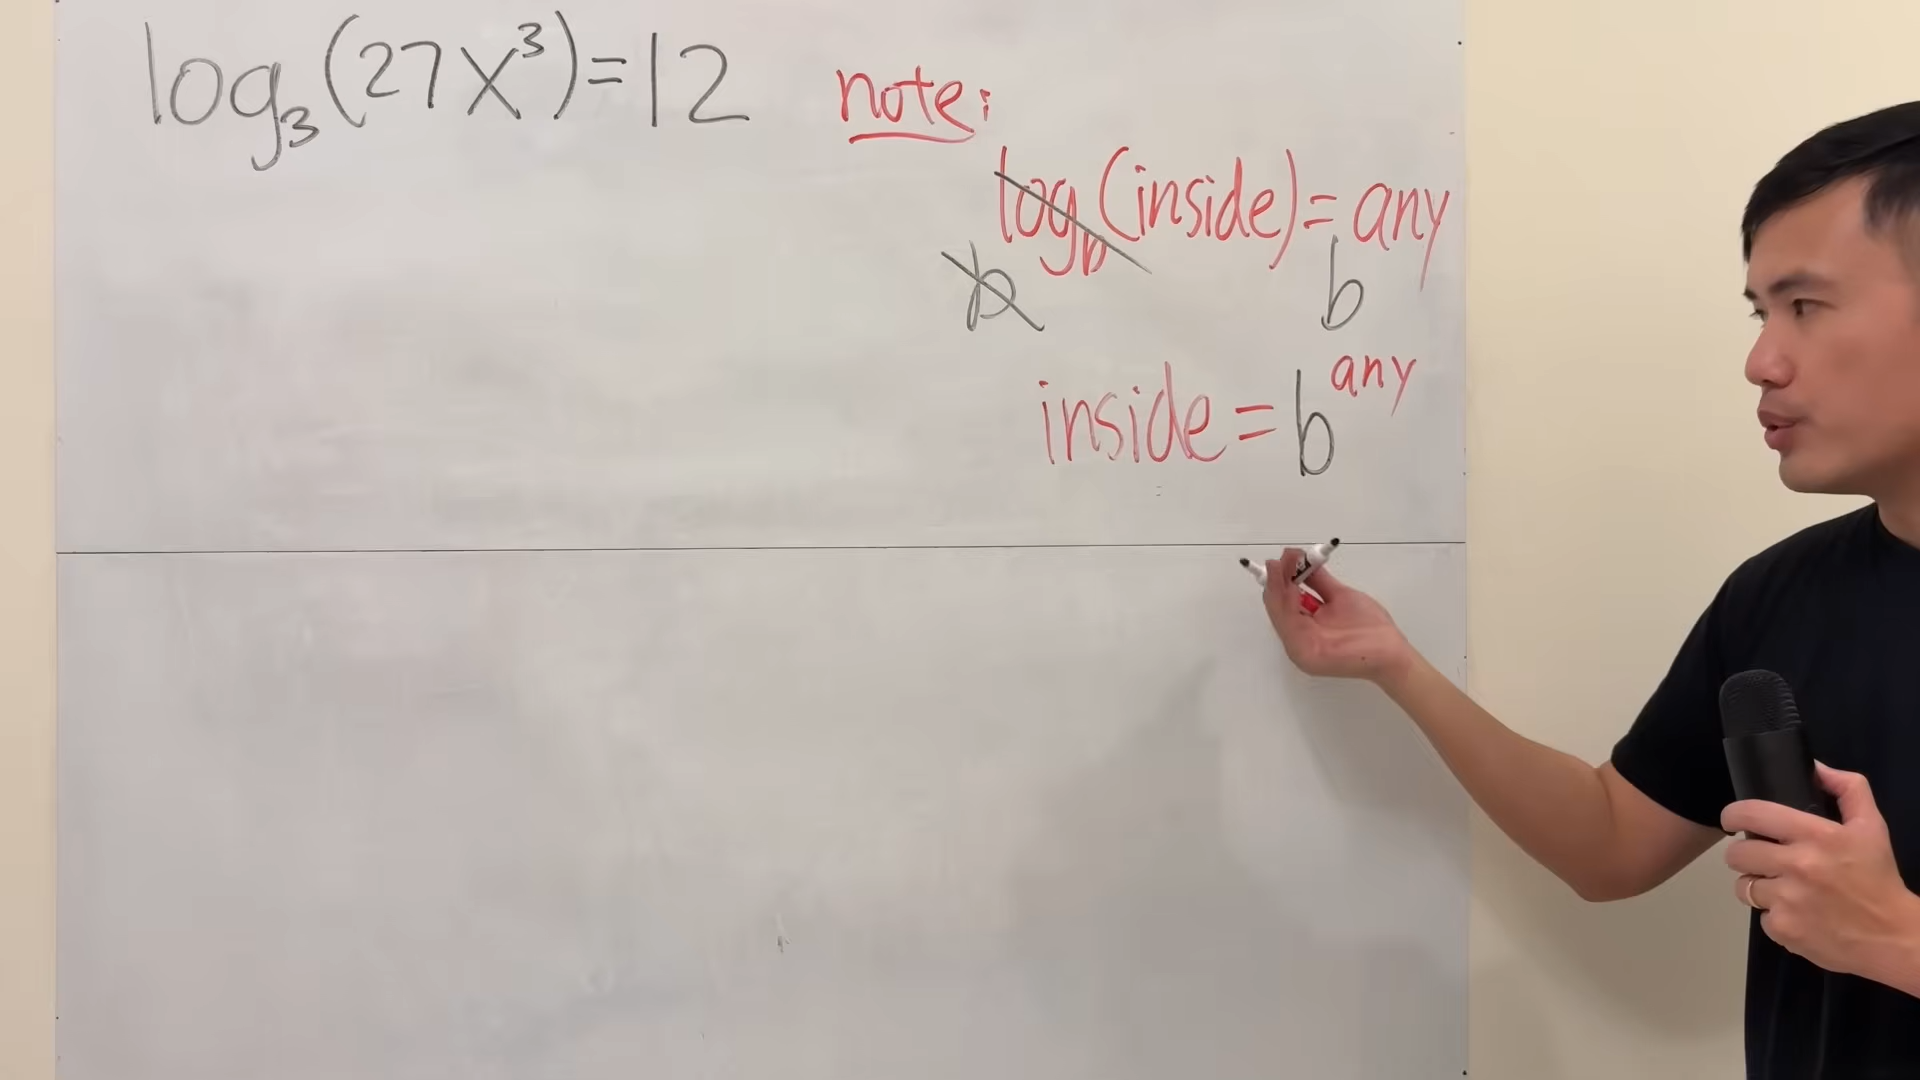 log₃(27x³)=12
note:
log_b(inside)=any
b b
inside = b^any